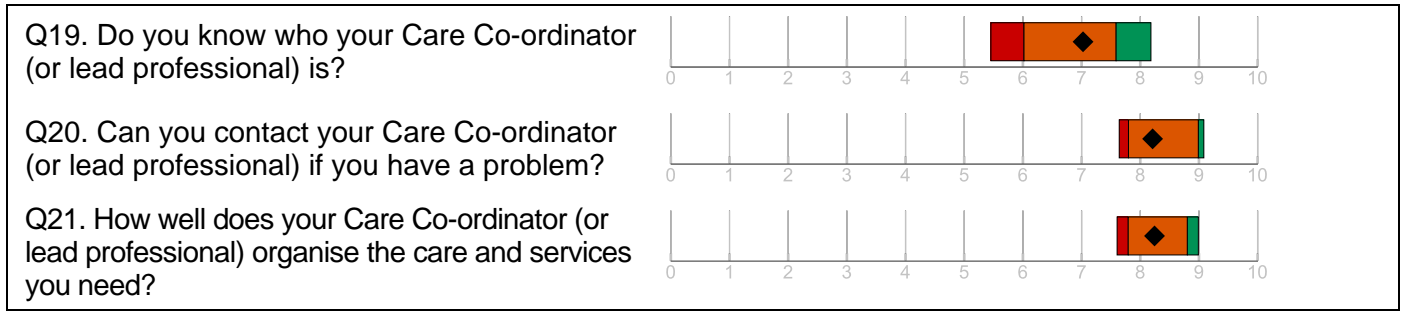 Q19. Do you know who your Care Co-ordinator
(or lead professional) is?
0 1 2 3 4 5 6 7 8 9 10
Q20. Can you contact your Care Co-ordinator
(or lead professional) if you have a problem?
0 1 2 3 4 5 6 7 8 9 10
Q21. How well does your Care Co-ordinator (or
lead professional) organise the care and services
you need?
0 1 2 3 4 5 6 7 8 9 10